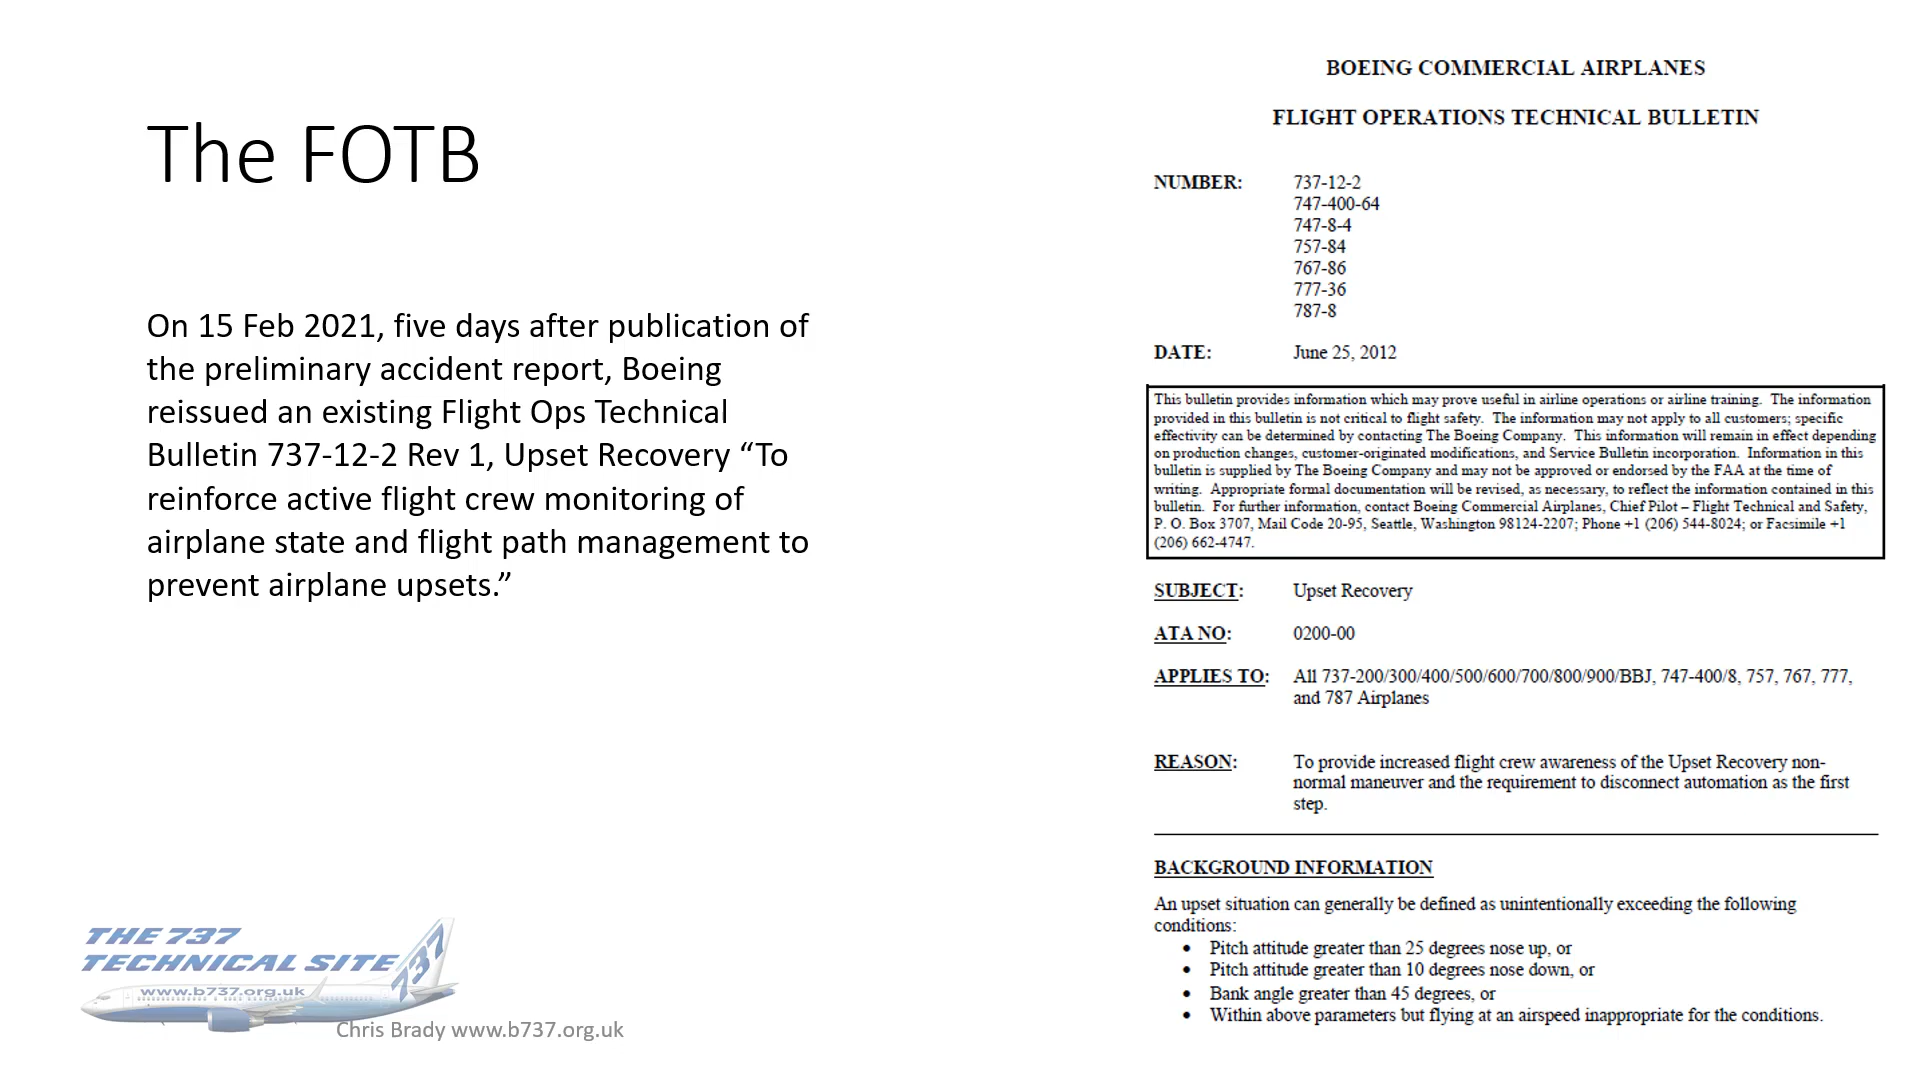 The FOTB
On 15 Feb 2021, five days after publication of
the preliminary accident report, Boeing
reissued an existing Flight Ops Technical
Bulletin 737-12-2 Rev 1, Upset Recovery “To
reinforce active flight crew monitoring of
airplane state and flight path management to
prevent airplane upsets.”
THE 737
TECHNICAL SITE
737
www.b737.org.uk
Chris Brady www.b737.org.uk
BOEING COMMERCIAL AIRPLANES
FLIGHT OPERATIONS TECHNICAL BULLETIN
NUMBER: 737-12-2
747-400-64
747-8-4
757-84
767-86
777-36
787-8
DATE: June 25, 2012
This bulletin provides information which may prove useful in airline operations or airline training. The information
provided in this bulletin is not critical to flight safety. The information may not apply to all customers; specific
effectivity can be determined by contacting The Boeing Company. This information will remain in effect depending
on production changes, customer-originated modifications, and Service Bulletin incorporation. Information in this
bulletin is supplied by The Boeing Company and may not be approved or endorsed by the FAA at the time of
writing. Appropriate formal documentation will be revised, as necessary, to reflect the information contained in this
bulletin. For further information, contact Boeing Commercial Airplanes, Chief Pilot – Flight Technical and Safety,
P. O. Box 3707, Mail Code 20-95, Seattle, Washington 98124-2207; Phone +1 (206) 544-8024; or Facsimile +1
(206) 662-4747.
SUBJECT: Upset Recovery
ATA NO: 0200-00
APPLIES TO: All 737-200/300/400/500/600/700/800/900/BBJ, 747-400/8, 757, 767, 777,
and 787 Airplanes
REASON: To provide increased flight crew awareness of the Upset Recovery non-
normal maneuver and the requirement to disconnect automation as the first
step.
BACKGROUND INFORMATION
An upset situation can generally be defined as unintentionally exceeding the following
conditions:
• Pitch attitude greater than 25 degrees nose up, or
• Pitch attitude greater than 10 degrees nose down, or
• Bank angle greater than 45 degrees, or
• Within above parameters but flying at an airspeed inappropriate for the conditions.